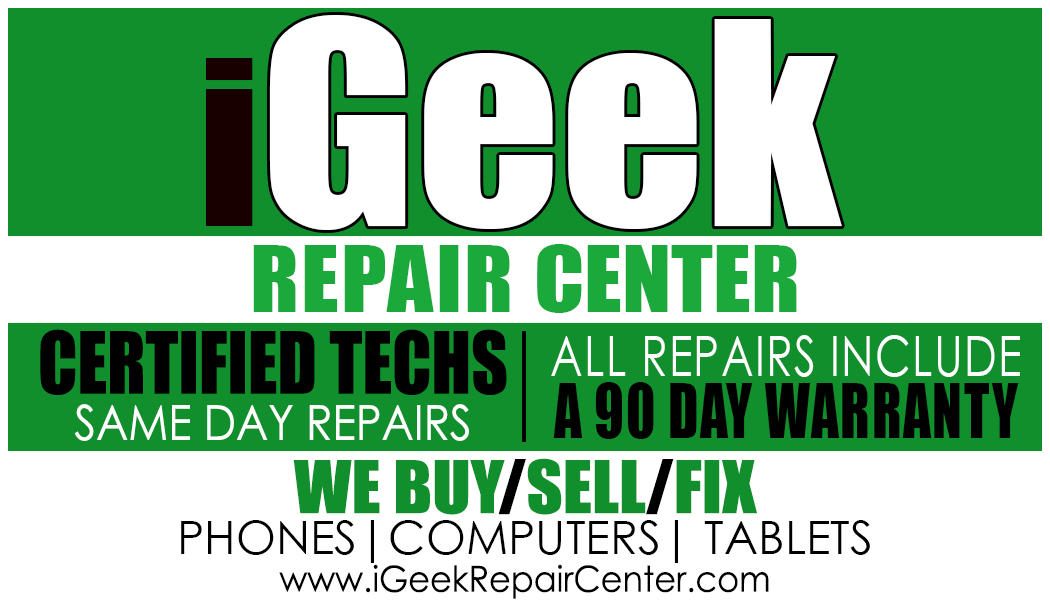 iGeek
REPAIR CENTER
CERTIFIED TECHS
SAME DAY REPAIRS
ALL REPAIRS INCLUDE
A 90 DAY WARRANTY
WE BUY/SELL/FIX
PHONES | COMPUTERS | TABLETS
www.iGeekRepairCenter.com